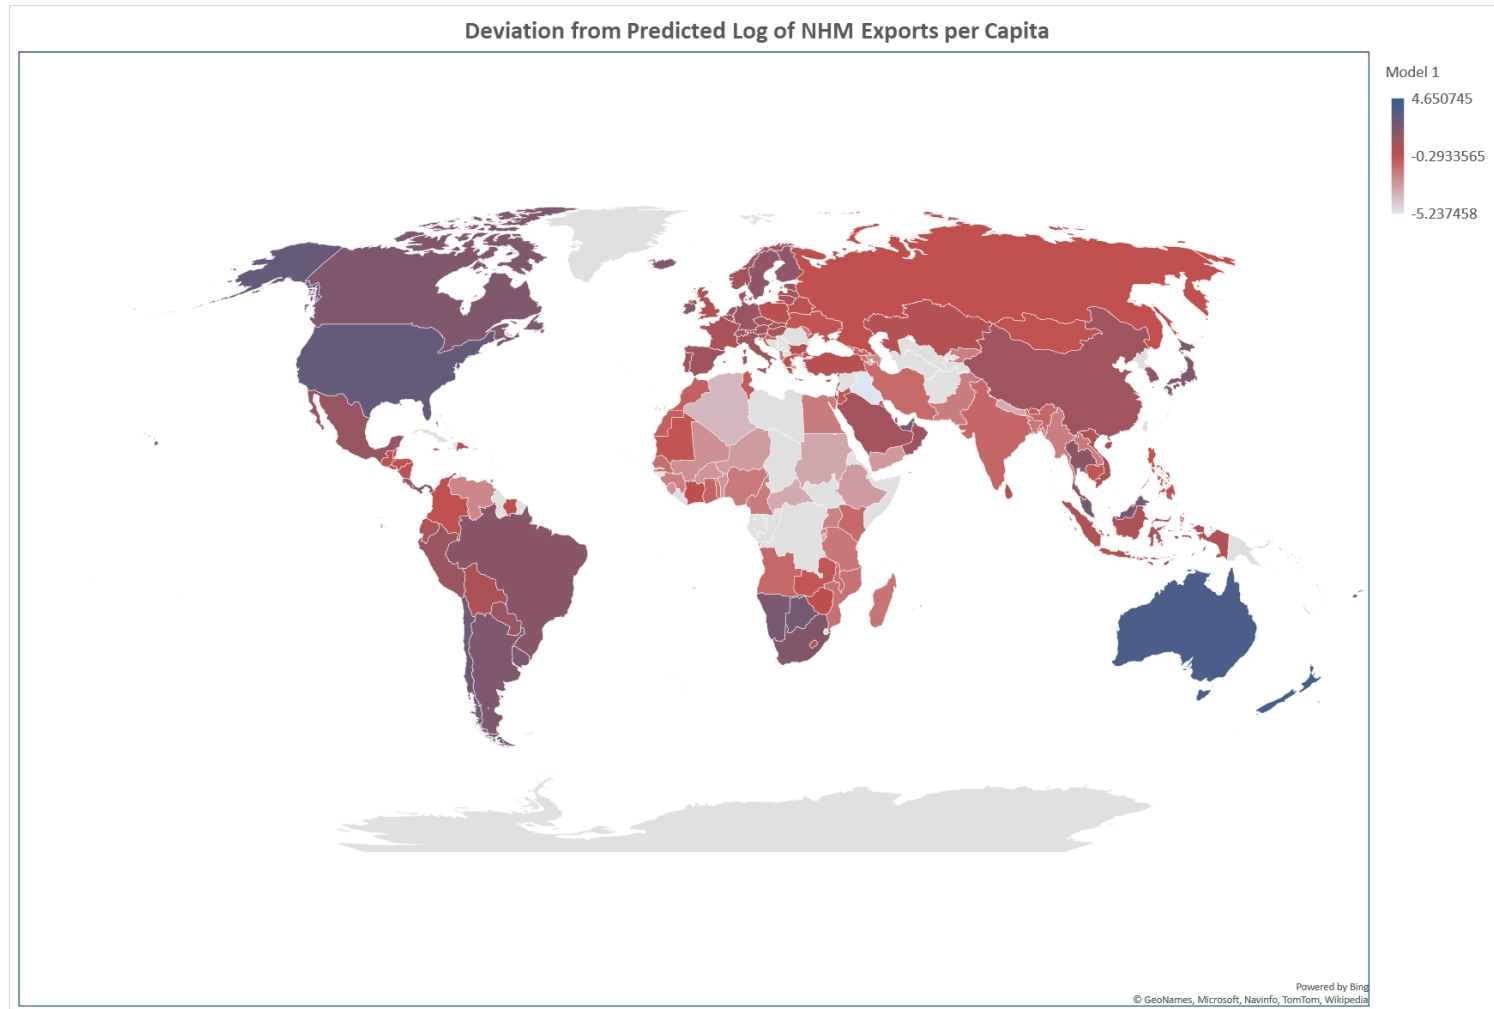 Deviation from Predicted Log of NHM Exports per Capita
Model 1
4.650745
-0.2933565
-5.237458
Powered by Bing
© GeoNames, Microsoft, Navinfo, TomTom, Wikipedia